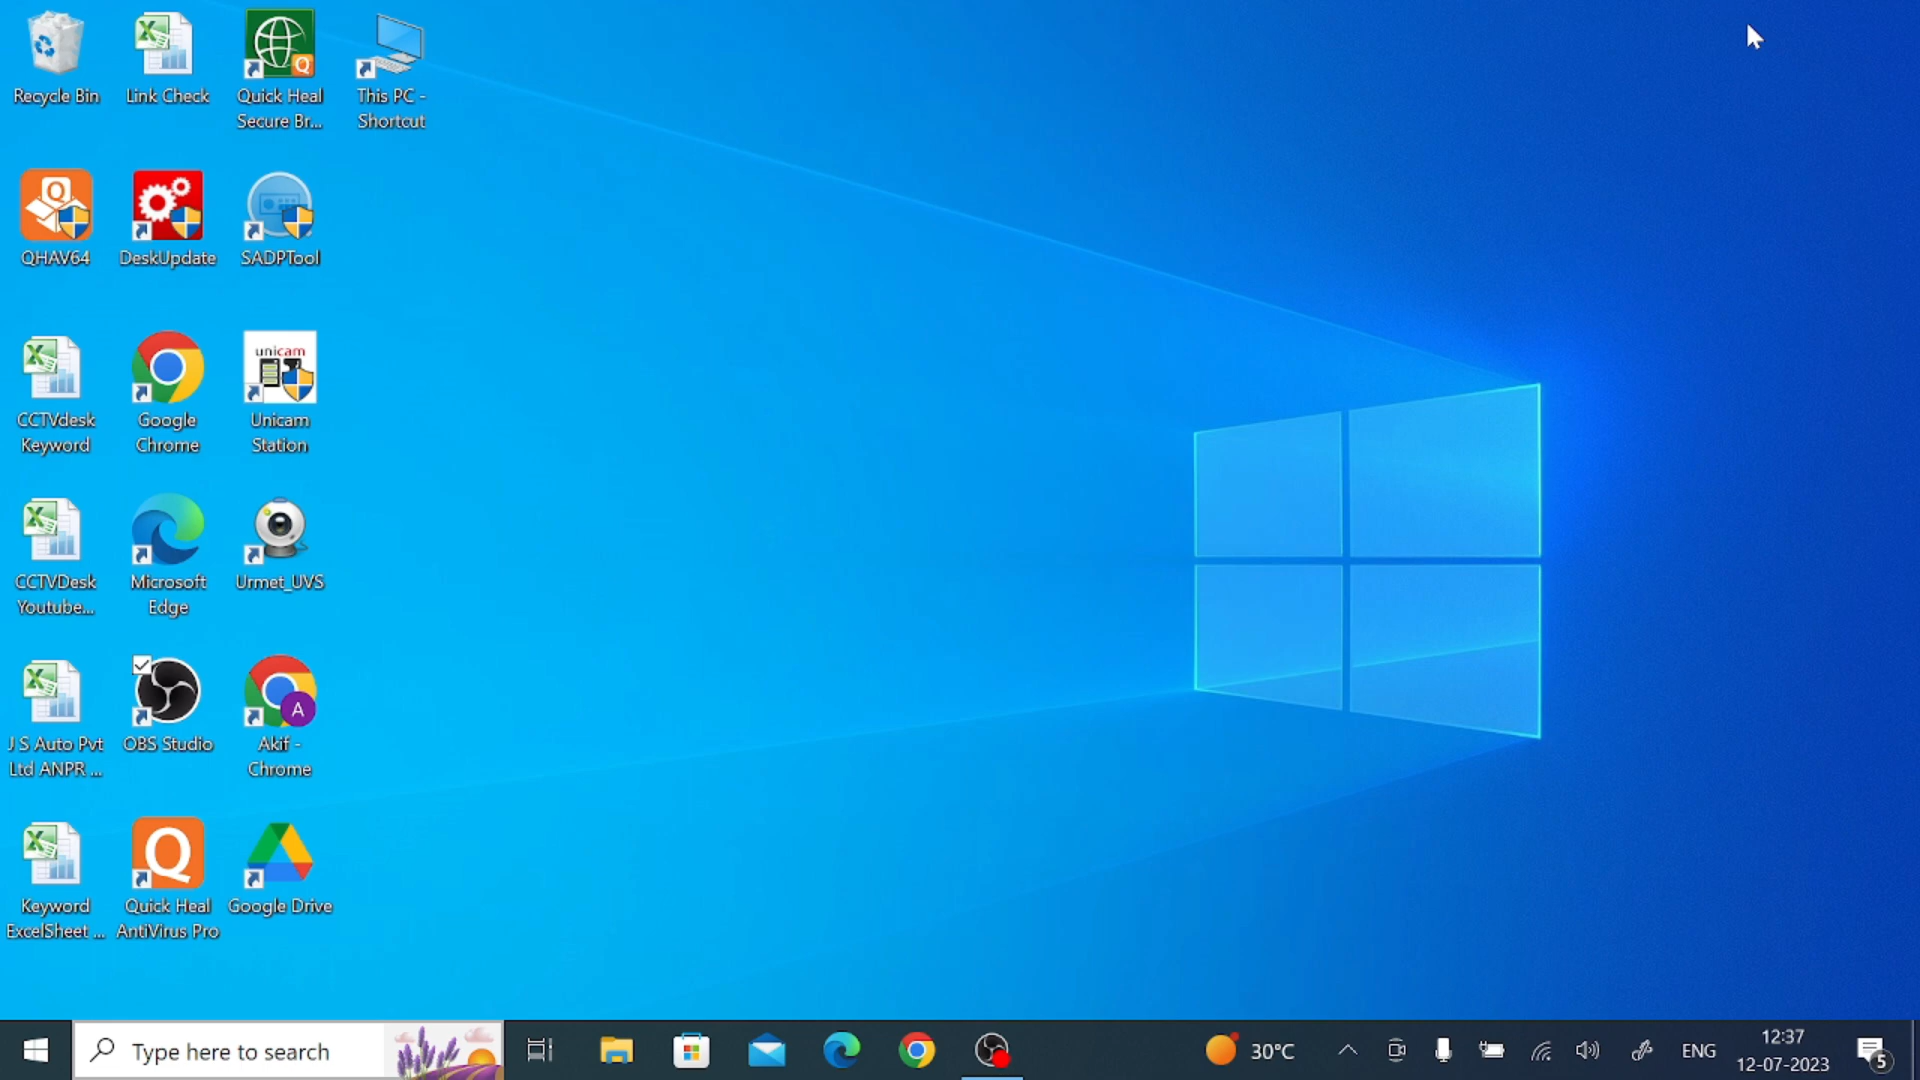 Recycle Bin
Link Check
Quick Heal
Secure Br...
This PC -
Shortcut
QHAV64
DeskUpdate
SADPTool
CCTVdesk
Keyword
Google
Chrome
unicam
Unicam
Station
CCTVDesk
Youtube...
Microsoft
Edge
Urmet_UVS
J S Auto Pvt
Ltd ANPR ...
OBS Studio
A
Akif -
Chrome
Keyword
ExcelSheet ...
Quick Heal
AntiVirus Pro
Google Drive
Type here to search
30°C
ENG
12:37
12-07-2023
5